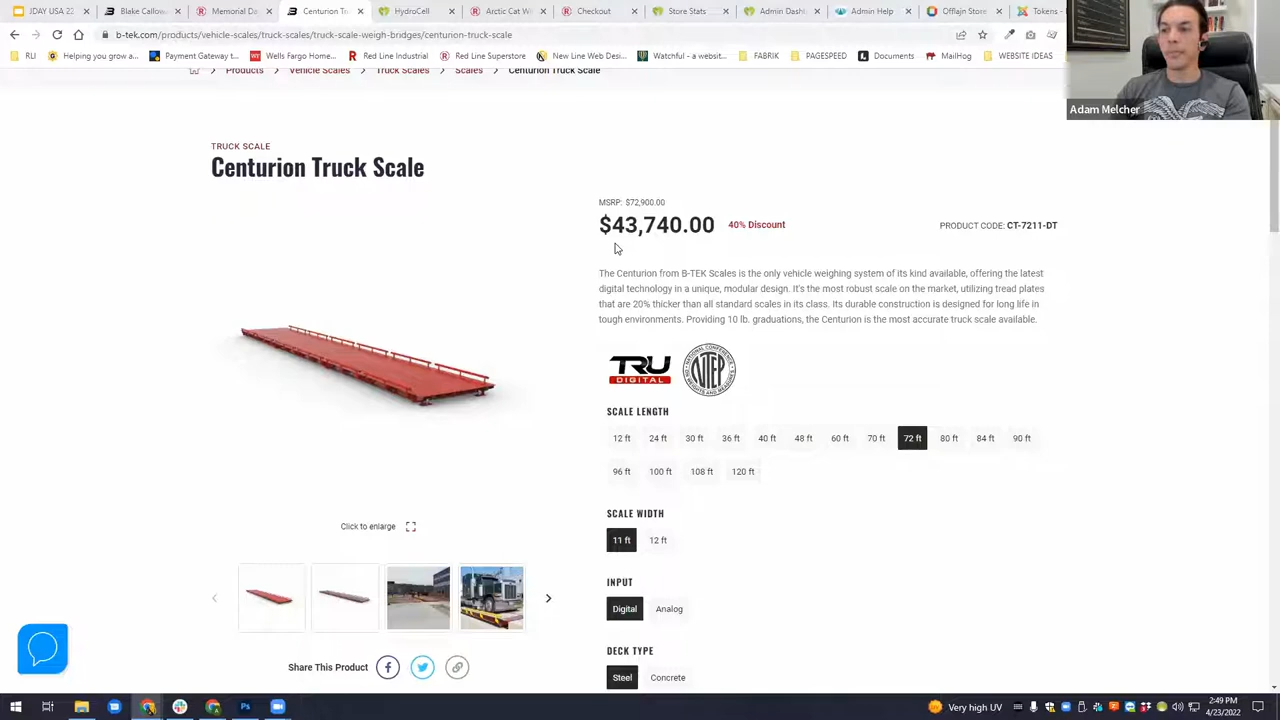 JDAY USA 22
Blake Callow
Memorial Da
Centurion Tr
HydroCell
Arctic Cat Wi
Checkout
Store Stats
Admin Dashi
Admin Help
Offlajn Store
Tokens -
b-tek.com/products/vehicle-scales/truck-scales/truck-scale-weighbridges/centurion-truck-scale
RLI
Helping you grow a...
Payment Gateway t...
Wells Fargo Home...
Red Line Superstore
New Line Web Desi...
Watchful - a websit...
FABRIK
PAGESPEED
Documents
MailHog
WEBSITE IDEAS
Adam Melcher
Products
Vehicle Scales
Truck Scales
Scales
Centurion Truck Scale
TRUCK SCALE
Centurion Truck Scale
MSRP: $72,900.00
$43,740.00 40% Discount
PRODUCT CODE: CT-7211-DT
The Centurion from B-TEK Scales is the only vehicle weighing system of its kind available, offering the latest
digital technology in a unique, modular design. It's the most robust scale on the market, utilizing tread plates
that are 20% thicker than all standard scales in its class. Its durable construction is designed for long life in
tough environments. Providing 10 lb. graduations, the Centurion is the most accurate truck scale available.
TRU
DIGITAL
NTEP
SCALE LENGTH
12 ft 24 ft 30 ft 36 ft 40 ft 48 ft 60 ft 70 ft 72 ft 80 ft 84 ft 90 ft
96 ft 100 ft 108 ft 120 ft
SCALE WIDTH
11 ft 12 ft
INPUT
Digital Analog
DECK TYPE
Steel Concrete
Click to enlarge
Share This Product
Very high UV
2:49 PM
4/23/2022